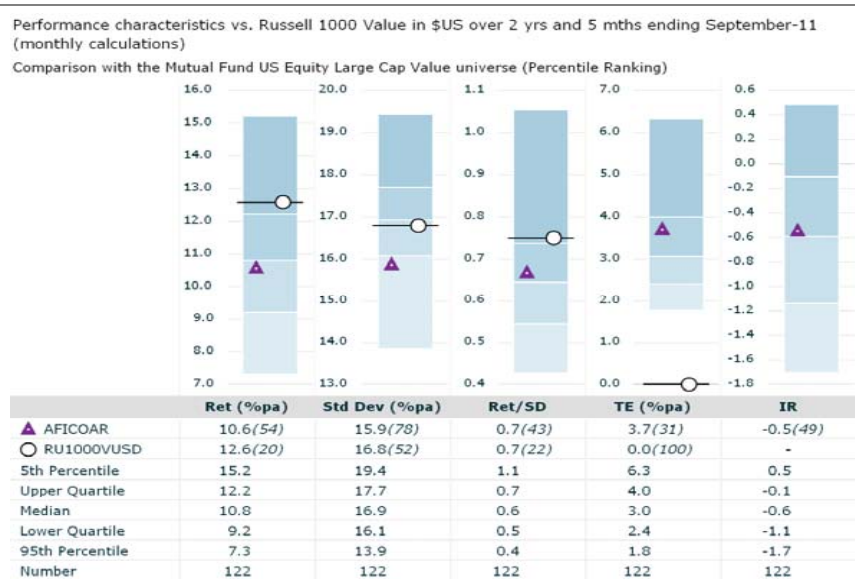 Performance characteristics vs. Russell 1000 Value in $US over 2 yrs and 5 mths ending September-11
(monthly calculations)
Comparison with the Mutual Fund US Equity Large Cap Value universe (Percentile Ranking)
16.0 20.0 1.1 7.0 0.6
15.0 19.0 1.0 6.0 0.4
14.0 18.0 0.9 5.0 0.2
13.0 17.0 0.8 4.0 0.0
12.0 16.0 0.7 3.0 -0.2
11.0 15.0 0.6 2.0 -0.4
10.0 14.0 0.5 1.0 -0.6
9.0 13.0 0.4 0.0 -0.8
8.0 -1.0
7.0 -1.2
-1.4
-1.6
-1.8
Ret (%pa) Std Dev (%pa) Ret/SD TE (%pa) IR
AFICOAR 10.6(54) 15.9(78) 0.7(43) 3.7(31) -0.5(49)
RU1000VUSD 12.6(20) 16.8(52) 0.7(22) 0.0(100) -
5th Percentile 15.2 19.4 1.1 6.3 0.5
Upper Quartile 12.2 17.7 0.7 4.0 -0.1
Median 10.8 16.9 0.6 3.0 -0.6
Lower Quartile 9.2 16.1 0.5 2.4 -1.1
95th Percentile 7.3 13.9 0.4 1.8 -1.7
Number 122 122 122 122 122